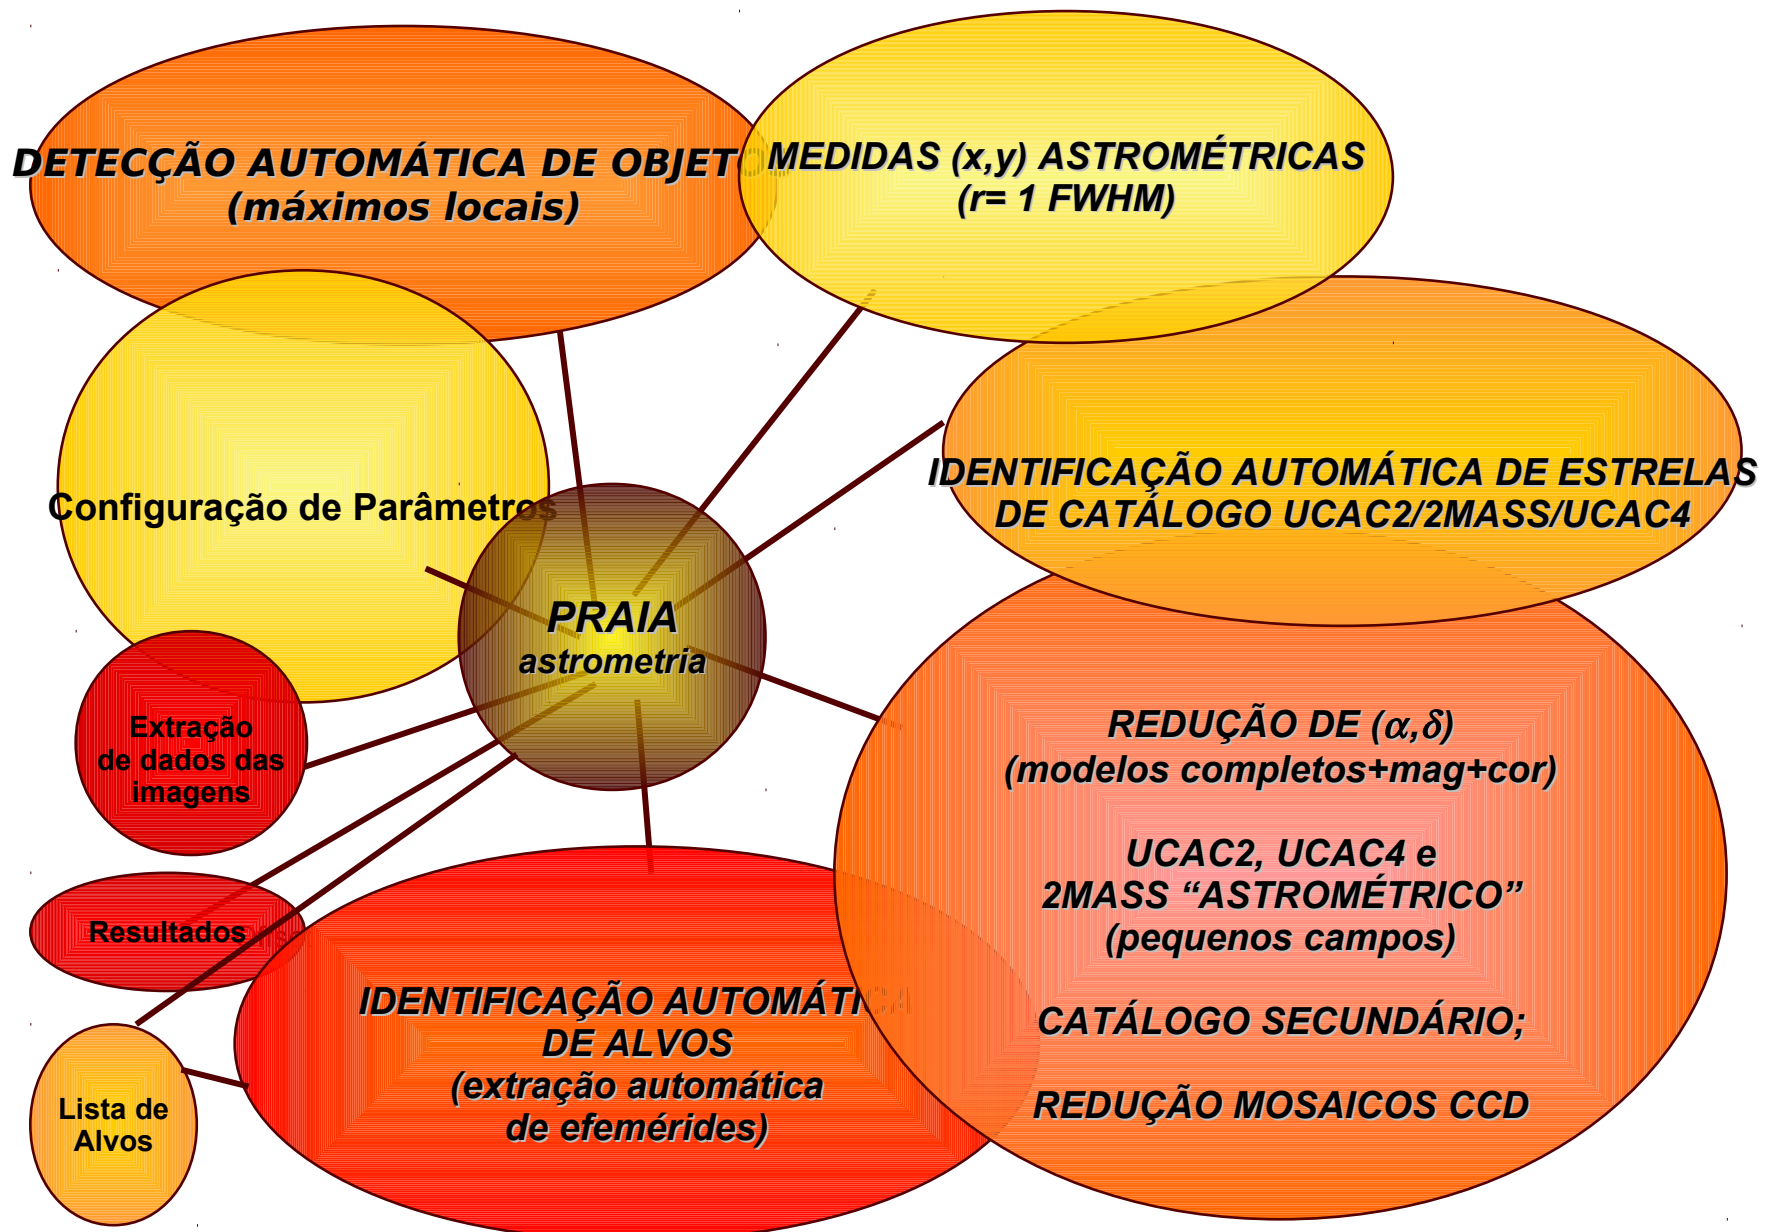 DETECÇÃO AUTOMÁTICA DE OBJETOS
(máximos locais)
MEDIDAS (x,y) ASTROMÉTRICAS
(r= 1 FWHM)
IDENTIFICAÇÃO AUTOMÁTICA DE ESTRELAS
DE CATÁLOGO UCAC2/2MASS/UCAC4
Configuração de Parâmetros
PRAIA
astrometria
Extração
de dados das
imagens
REDUÇÃO DE (α,δ)
(modelos completos+mag+cor)
UCAC2, UCAC4 e
2MASS “ASTROMÉTRICO”
(pequenos campos)
CATÁLOGO SECUNDÁRIO;
REDUÇÃO MOSAICOS CCD
Resultados
IDENTIFICAÇÃO AUTOMÁTICA
DE ALVOS
(extração automática
de efemérides)
Lista de
Alvos